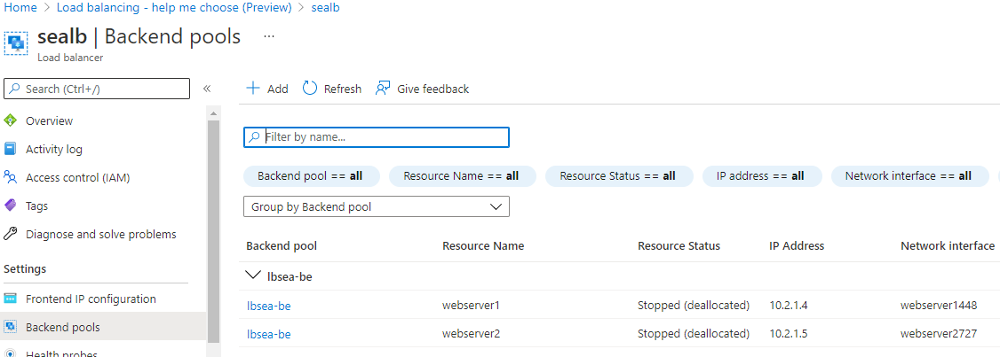 Home > Load balancing - help me choose (Preview) > sealb
sealb | Backend pools ...
Load balancer
Search (Ctrl+/) «
+ Add Refresh Give feedback
Overview
Activity log
Access control (IAM)
Tags
Diagnose and solve problems
Settings
Frontend IP configuration
Backend pools
Health probes
Filter by name...
Backend pool == all Resource Name == all Resource Status == all IP address == all Network interface == all
Group by Backend pool
Backend pool Resource Name Resource Status IP Address Network interface
lbsea-be
lbsea-be webserver1 Stopped (deallocated) 10.2.1.4 webserver1448
lbsea-be webserver2 Stopped (deallocated) 10.2.1.5 webserver2727